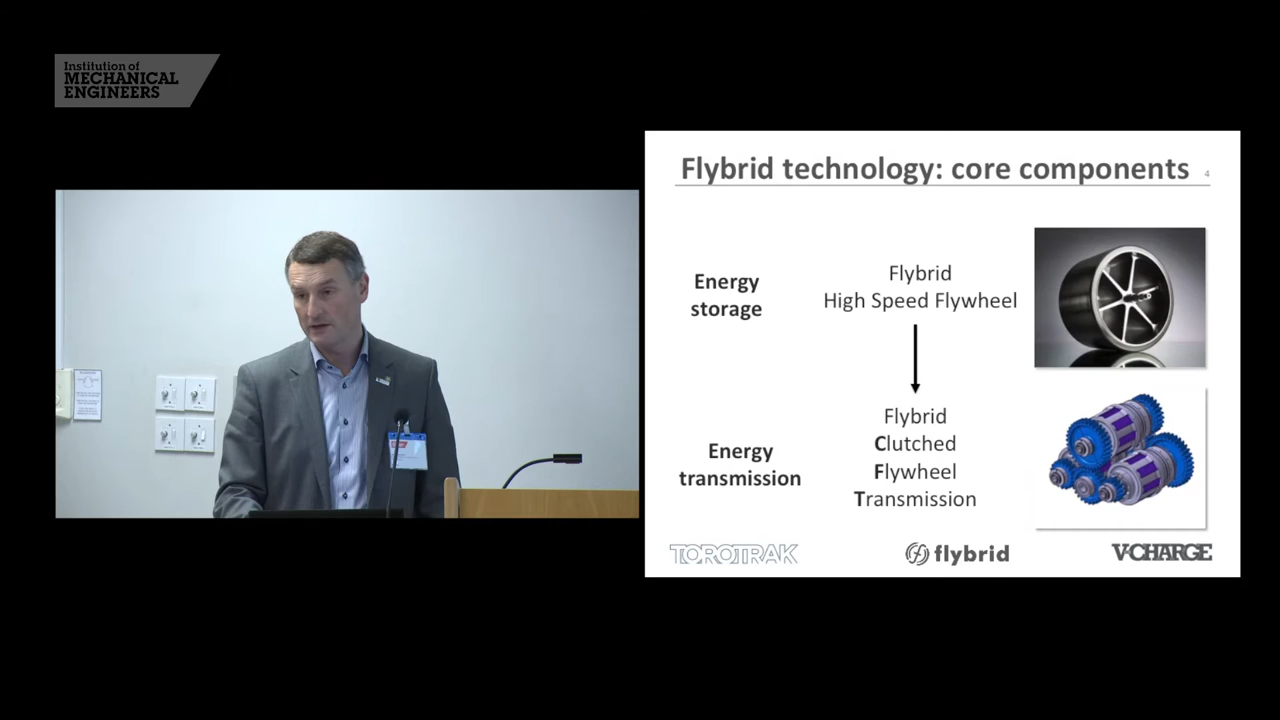 Institution of
MECHANICAL
ENGINEERS
Flybrid technology: core components
4
Energy
storage
Flybrid
High Speed Flywheel
Energy
transmission
Flybrid
Clutched
Flywheel
Transmission
TOROTRAK
flybrid
V-CHARGE